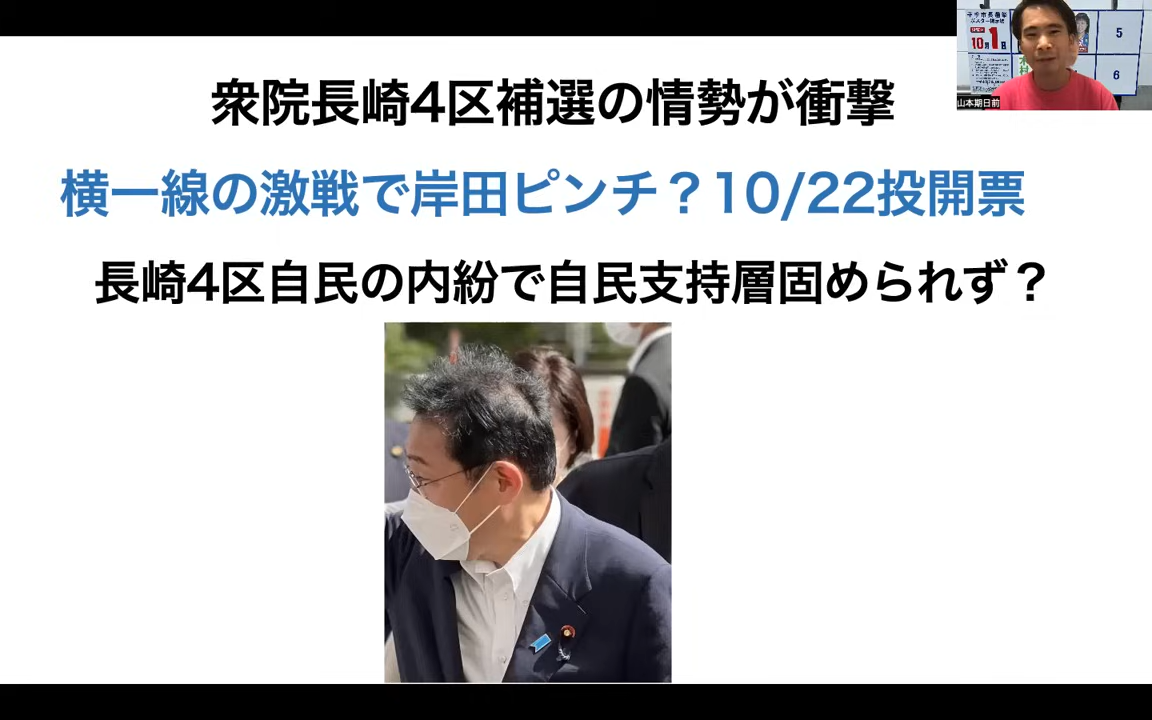 衆院長崎4区補選の情勢が衝撃
横一線の激戦で岸田ピンチ？10/22投開票
長崎4区自民の内紛で自民支持層固められず？
10月1日
5
6
山本期日前